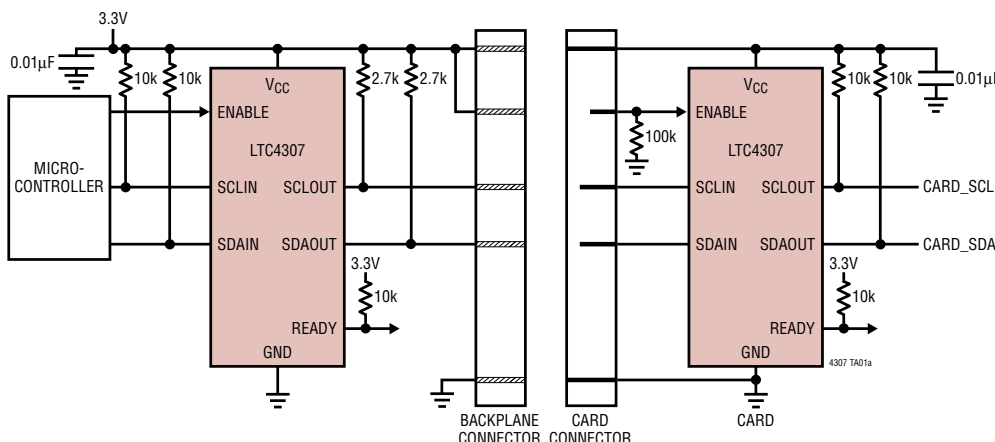 3.3V
0.01μF
10k
10k
2.7k
2.7k
VCC
ENABLE
LTC4307
MICRO-
CONTROLLER
SCLIN
SCLOUT
SDAIN
SDAOUT
3.3V
10k
READY
GND
BACKPLANE
CONNECTOR
CARD
CONNECTOR
100k
VCC
ENABLE
LTC4307
SCLIN
SCLOUT
SDAIN
SDAOUT
10k
10k
0.01μF
CARD_SCL
CARD_SDA
3.3V
10k
READY
GND
4307 TA01a
CARD